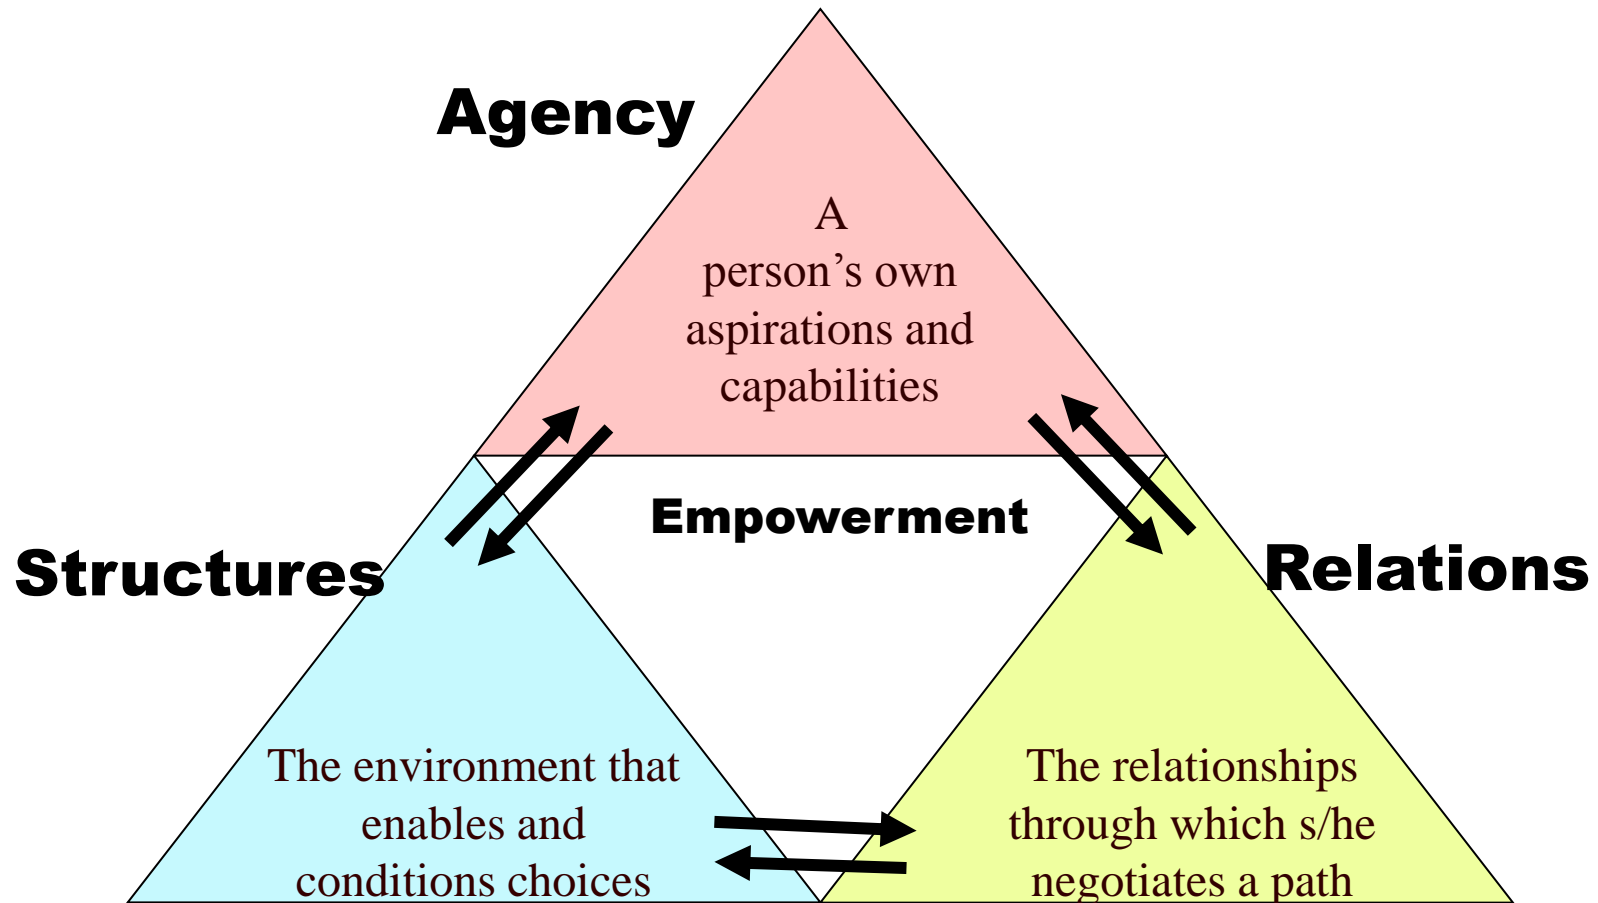 Agency
A
person’s own
aspirations and
capabilities
Empowerment
Structures
Relations
The environment that
enables and
conditions choices
The relationships
through which s/he
negotiates a path